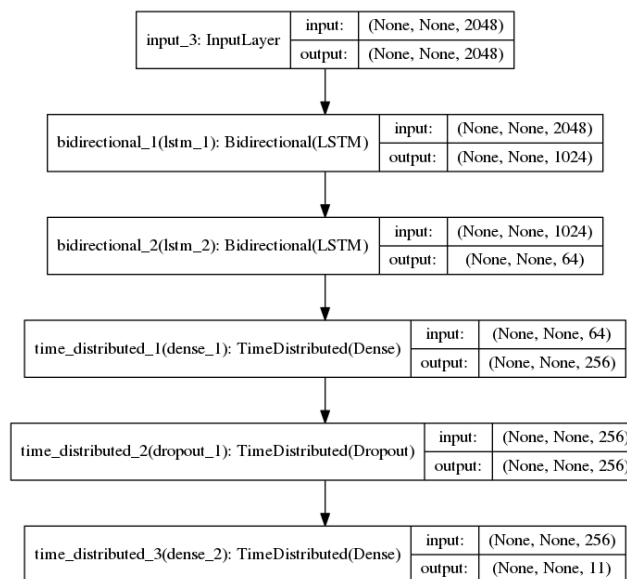 input_3: InputLayer
input: (None, None, 2048)
output: (None, None, 2048)
bidirectional_1(lstm_1): Bidirectional(LSTM)
input: (None, None, 2048)
output: (None, None, 1024)
bidirectional_2(lstm_2): Bidirectional(LSTM)
input: (None, None, 1024)
output: (None, None, 64)
time_distributed_1(dense_1): TimeDistributed(Dense)
input: (None, None, 64)
output: (None, None, 256)
time_distributed_2(dropout_1): TimeDistributed(Dropout)
input: (None, None, 256)
output: (None, None, 256)
time_distributed_3(dense_2): TimeDistributed(Dense)
input: (None, None, 256)
output: (None, None, 11)